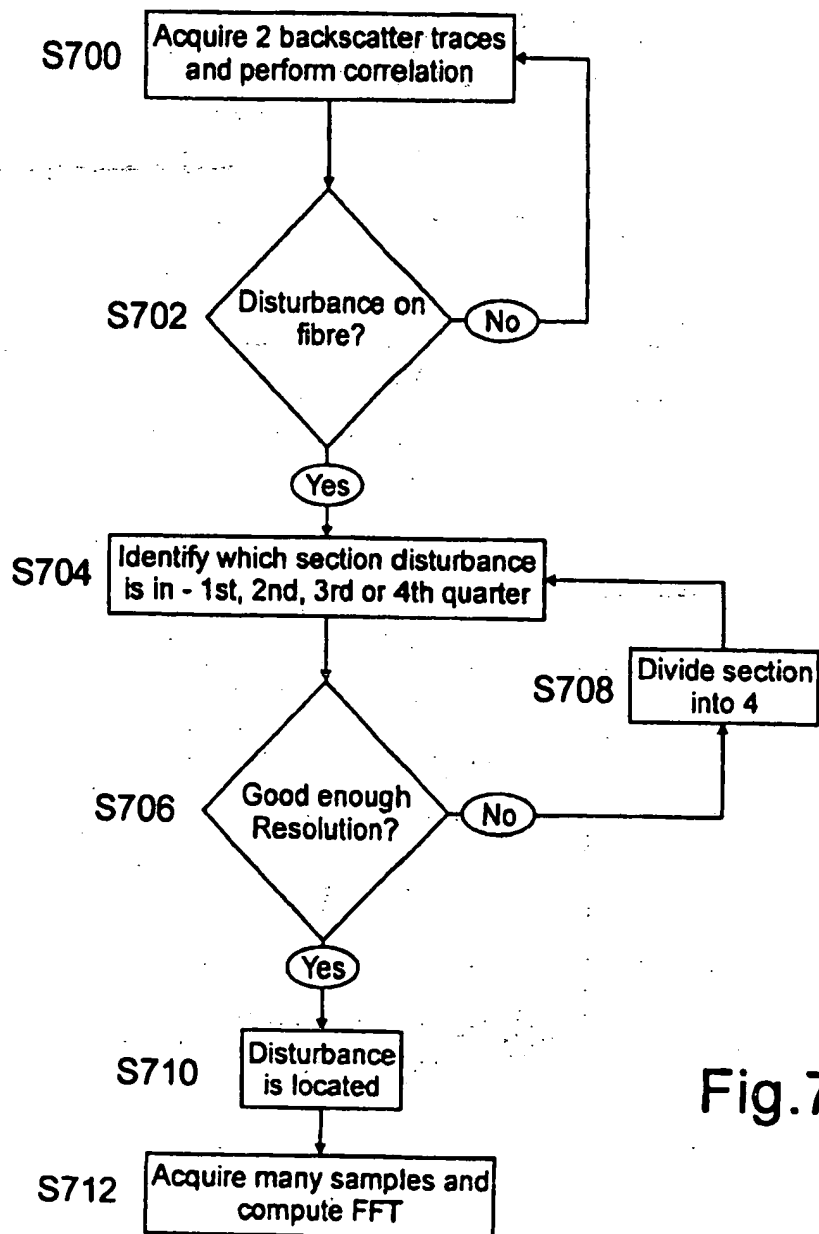 S700
Acquire 2 backscatter traces
and perform correlation
S702
Disturbance on
fibre?
No
Yes
S704
Identify which section disturbance
is in - 1st, 2nd, 3rd or 4th quarter
S708
Divide section
into 4
S706
Good enough
Resolution?
No
Yes
S710
Disturbance
is located
Fig.7
S712
Acquire many samples and
compute FFT